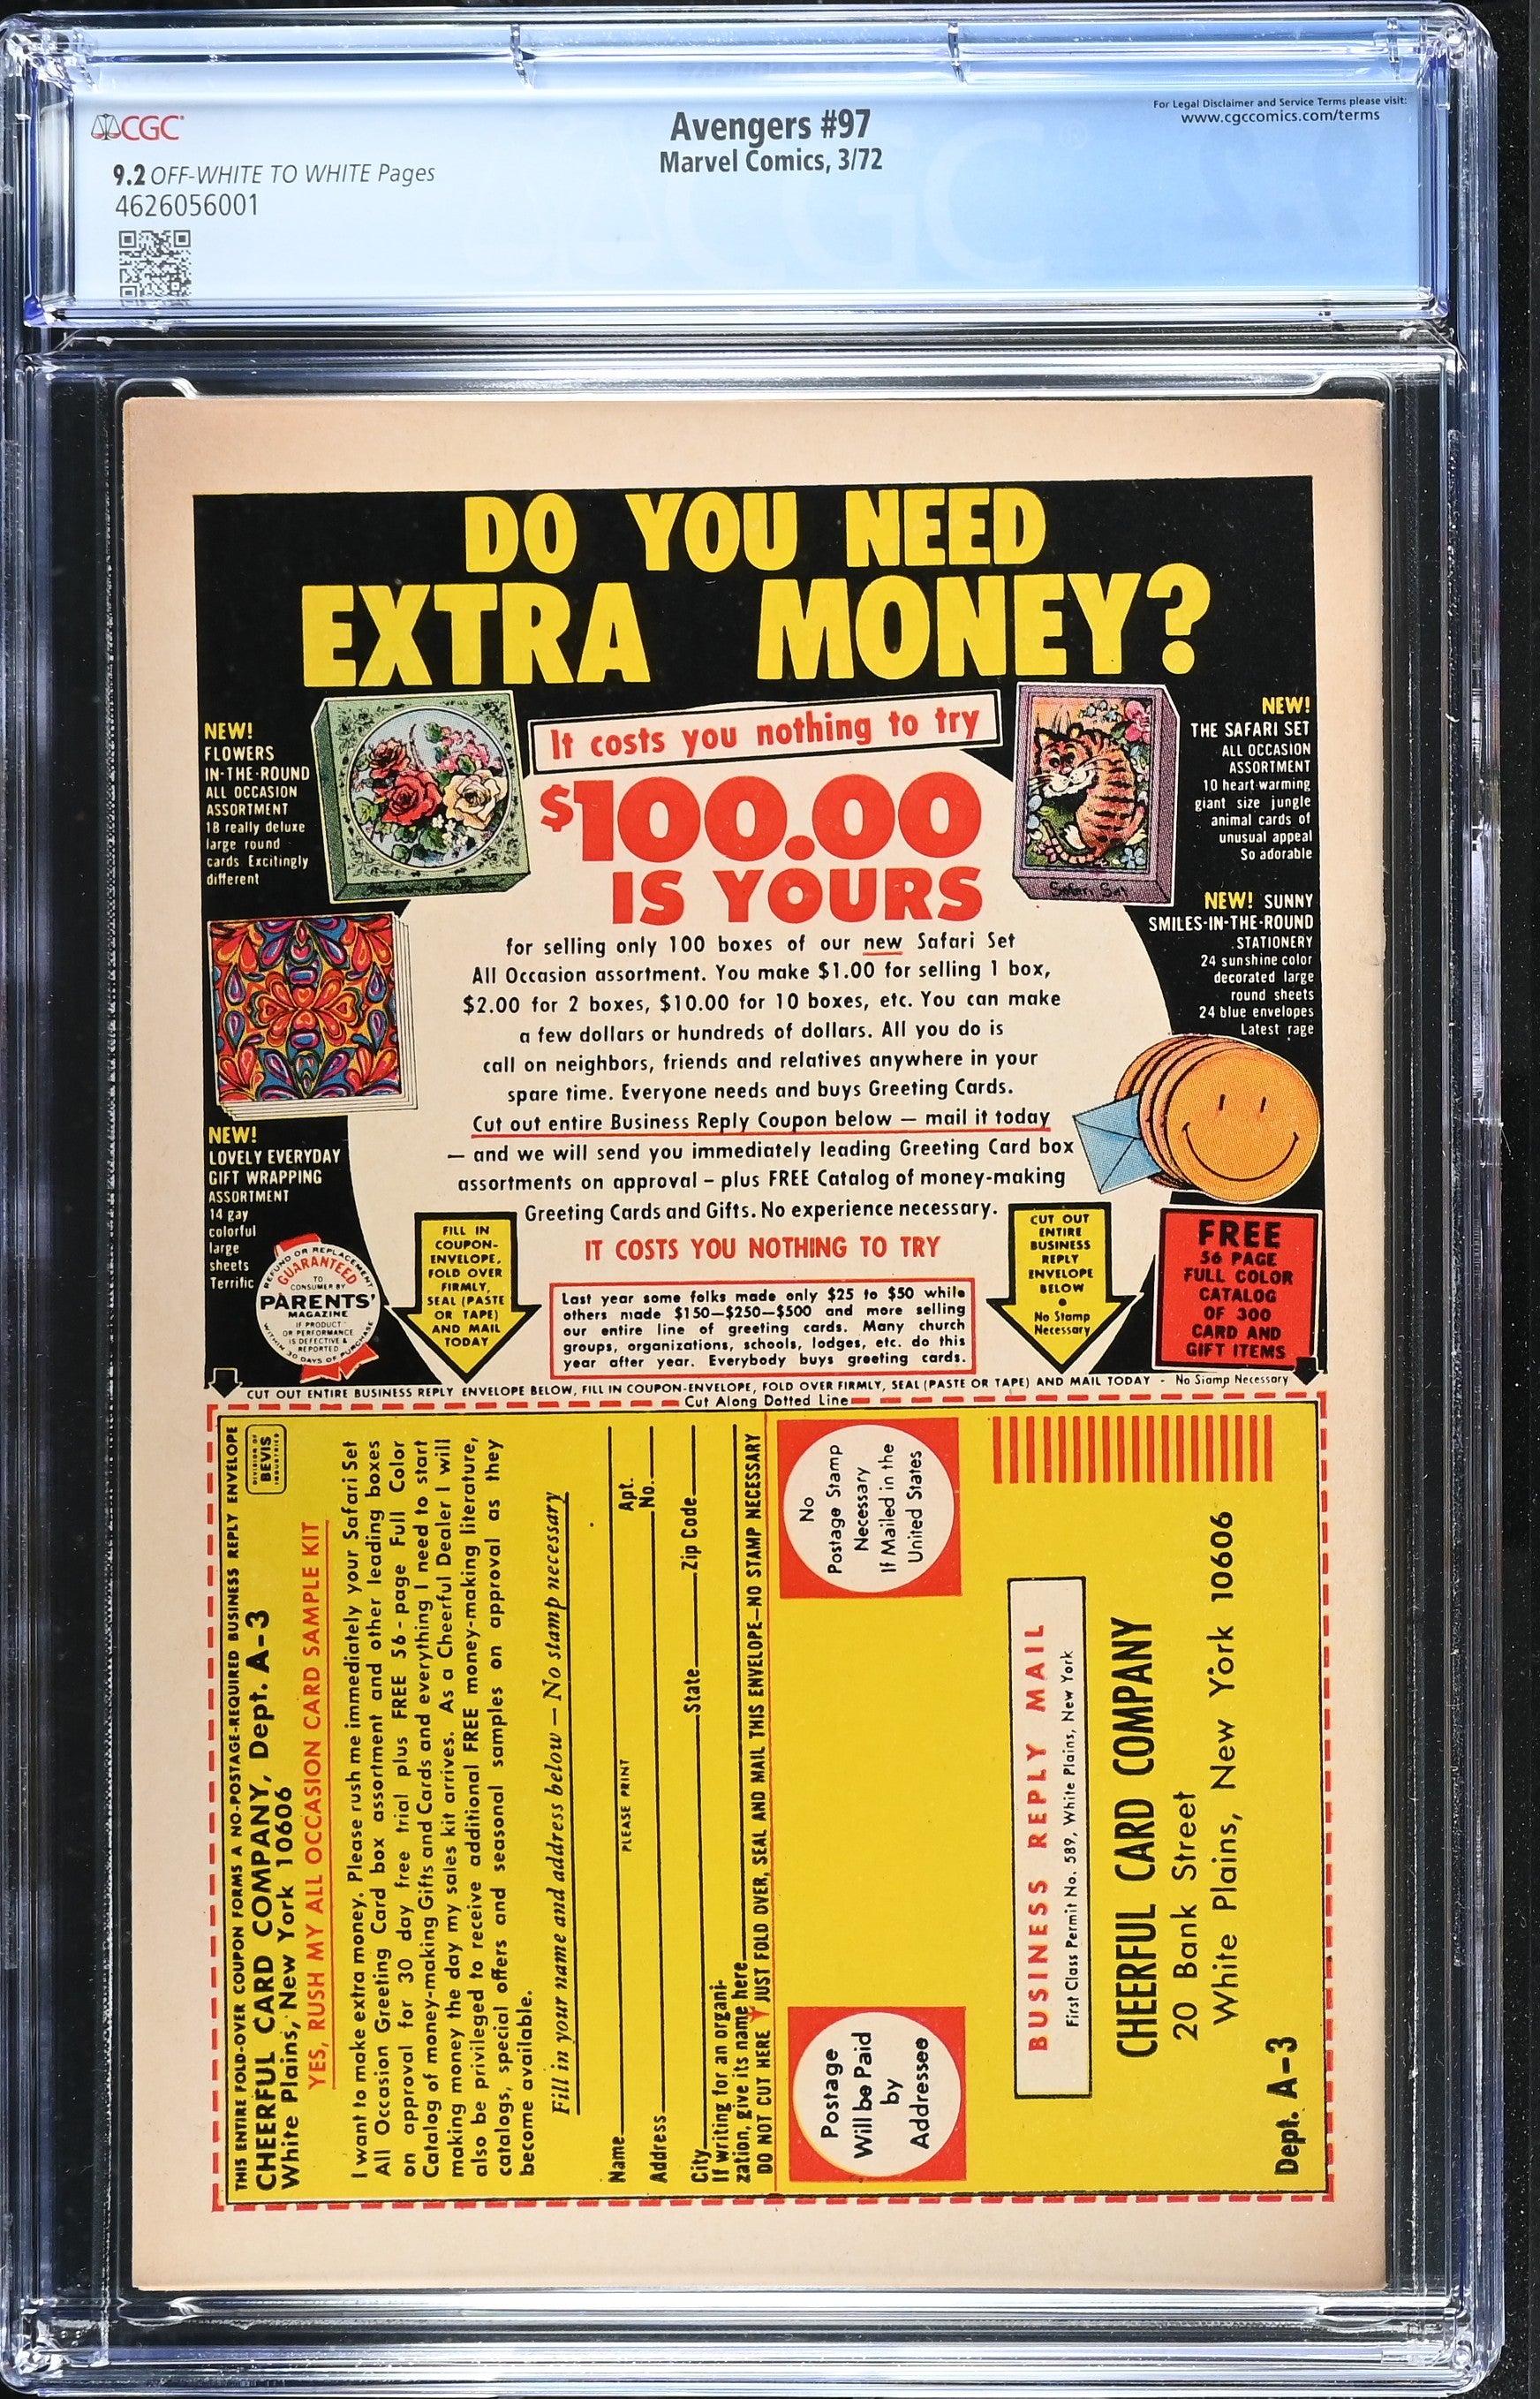 CGC
9.2 OFF-WHITE TO WHITE Pages
4626056001
Avengers #97
Marvel Comics, 3/72
For Legal Disclaimer and Service Terms please visit:
www.cgccomics.com/terms
DO YOU NEED
EXTRA MONEY?
NEW!
FLOWERS
IN-THE-ROUND
ALL OCCASION
ASSORTMENT
18 really deluxe
large round
cards Excitingly
different
It costs you nothing to try
$100.00
IS YOURS
Safari Set
NEW!
THE SAFARI SET
ALL OCCASION
ASSORTMENT
10 heart-warming
giant size jungle
animal cards of
unusual appeal
So adorable
for selling only 100 boxes of our new Safari Set
All Occasion assortment. You make $1.00 for selling 1 box,
$2.00 for 2 boxes, $10.00 for 10 boxes, etc. You can make
a few dollars or hundreds of dollars. All you do is
call on neighbors, friends and relatives anywhere in your
spare time. Everyone needs and buys Greeting Cards.
Cut out entire Business Reply Coupon below — mail it today
— and we will send you immediately leading Greeting Card box
assortments on approval – plus FREE Catalog of money-making
Greeting Cards and Gifts. No experience necessary.
IT COSTS YOU NOTHING TO TRY
NEW! SUNNY
SMILES-IN-THE-ROUND
STATIONERY
24 sunshine color
decorated large
round sheets
24 blue envelopes
Latest rage
NEW!
LOVELY EVERYDAY
GIFT WRAPPING
ASSORTMENT
14 gay
colorful
large
sheets
Terrific
REFUND OR REPLACEMENT
GUARANTEED
TO
CONSUMER BY
PARENTS'
MAGAZINE
IF PRODUCT
OR PERFORMANCE
IS DEFECTIVE &
REPORTED
WITHIN 30 DAYS OF PURCHASE
FILL IN
COUPON-
ENVELOPE,
FOLD OVER
FIRMLY,
SEAL (PASTE
OR TAPE)
AND MAIL
TODAY
Last year some folks made only $25 to $50 while
others made $150—$250—$500 and more selling
our entire line of greeting cards. Many church
groups, organizations, schools, lodges, etc. do this
year after year. Everybody buys greeting cards.
CUT OUT
ENTIRE
BUSINESS
REPLY
ENVELOPE
BELOW
•
No Stamp
Necessary
FREE
56 PAGE
FULL COLOR
CATALOG
OF 300
CARD AND
GIFT ITEMS
CUT OUT ENTIRE BUSINESS REPLY ENVELOPE BELOW, FILL IN COUPON-ENVELOPE, FOLD OVER FIRMLY, SEAL (PASTE OR TAPE) AND MAIL TODAY - No Stamp Necessary
Cut Along Dotted Line
THIS ENTIRE FOLD-OVER COUPON FORMS A NO-POSTAGE-REQUIRED BUSINESS REPLY ENVELOPE
CHEERFUL CARD COMPANY, Dept. A-3
White Plains, New York 10606
DIVISION OF
BEVIS
INDUSTRIES
YES, RUSH MY ALL OCCASION CARD SAMPLE KIT
I want to make extra money. Please rush me immediately your Safari Set
All Occasion Greeting Card box assortment and other leading boxes
on approval for 30 day free trial plus FREE 56-page Full Color
Catalog of money-making Gifts and Cards and everything I need to start
making money the day my sales kit arrives. As a Cheerful Dealer I will
also be privileged to receive additional FREE money-making literature,
catalogs, special offers and seasonal samples on approval as they
become available.
Fill in your name and address below — No stamp necessary
Name
PLEASE PRINT
Address Apt. No.
City State Zip Code
If writing for an organi-
zation, give its name here
DO NOT CUT HERE JUST FOLD OVER, SEAL AND MAIL THIS ENVELOPE—NO STAMP NECESSARY
Postage
Will be Paid
by
Addressee
No
Postage Stamp
Necessary
If Mailed in the
United States
BUSINESS REPLY MAIL
First Class Permit No. 589, White Plains, New York
CHEERFUL CARD COMPANY
20 Bank Street
White Plains, New York 10606
Dept. A-3